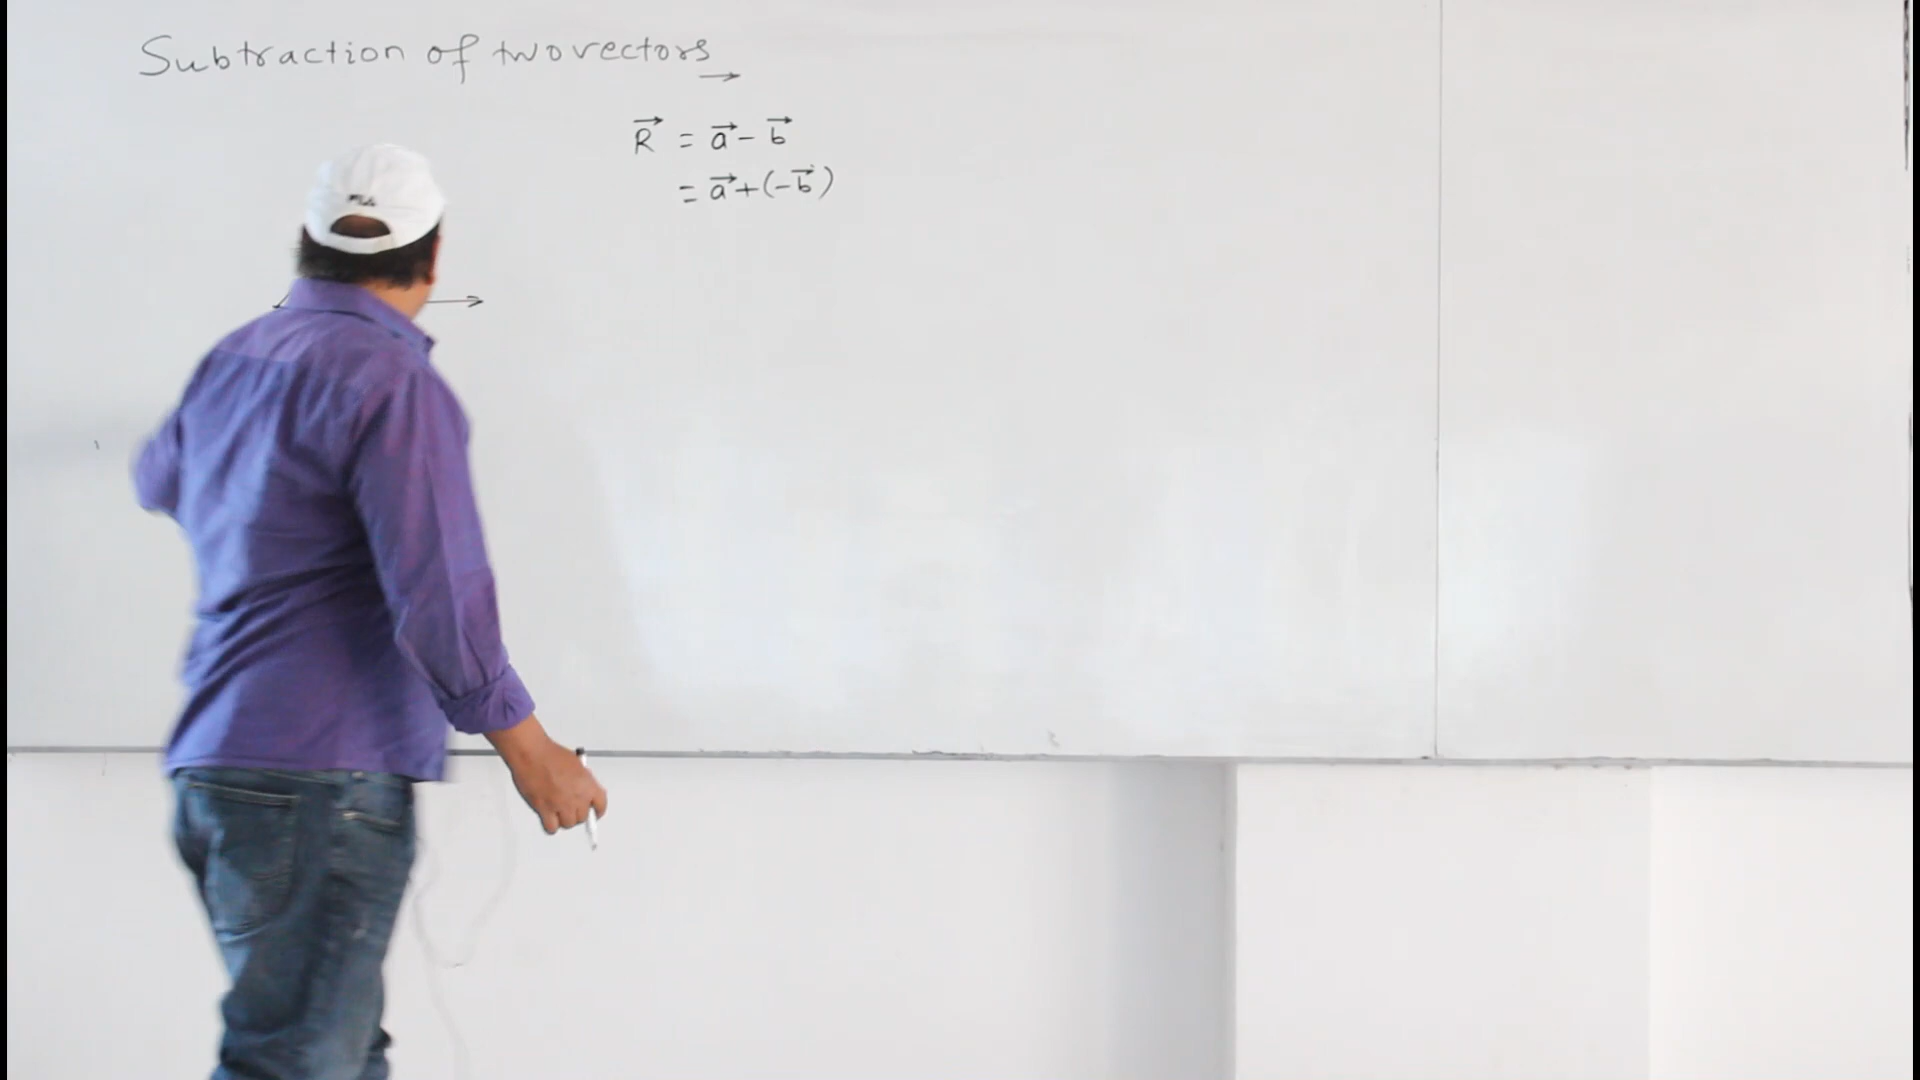 Subtraction of two vectors →
R⃗ = a⃗ - b⃗
= a⃗ + (-b⃗)